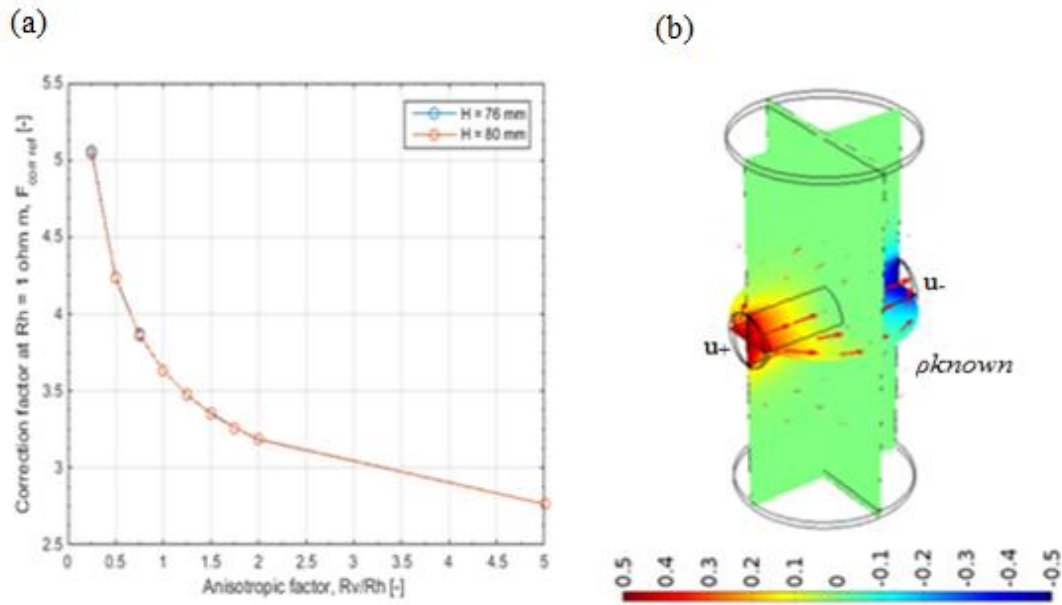 (a)
(b)
5.5
5
4.5
4
3.5
3
2.5
Correction factor at Rh = 1 ohm m, F_corr ref [-]
H = 76 mm
H = 80 mm
0 0.5 1 1.5 2 2.5 3 3.5 4 4.5 5
Anisotropic factor, Rv/Rh [-]
u-
u+
ρknown
0.5 0.4 0.3 0.2 0.1 0 -0.1 -0.2 -0.3 -0.4 -0.5